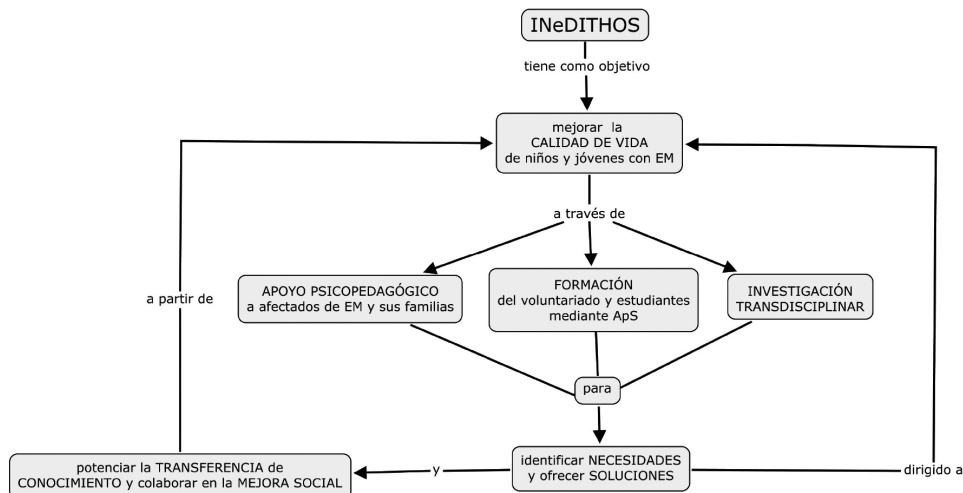 INeDITHOS
tiene como objetivo
mejorar la
CALIDAD DE VIDA
de niños y jóvenes con EM
a través de
APOYO PSICOPEDAGÓGICO
a afectados de EM y sus familias
FORMACIÓN
del voluntariado y estudiantes
mediante ApS
INVESTIGACIÓN
TRANSDISCIPLINAR
a partir de
para
identificar NECESIDADES
y ofrecer SOLUCIONES
y
dirigido a
potenciar la TRANSFERENCIA de
CONOCIMIENTO y colaborar en la MEJORA SOCIAL